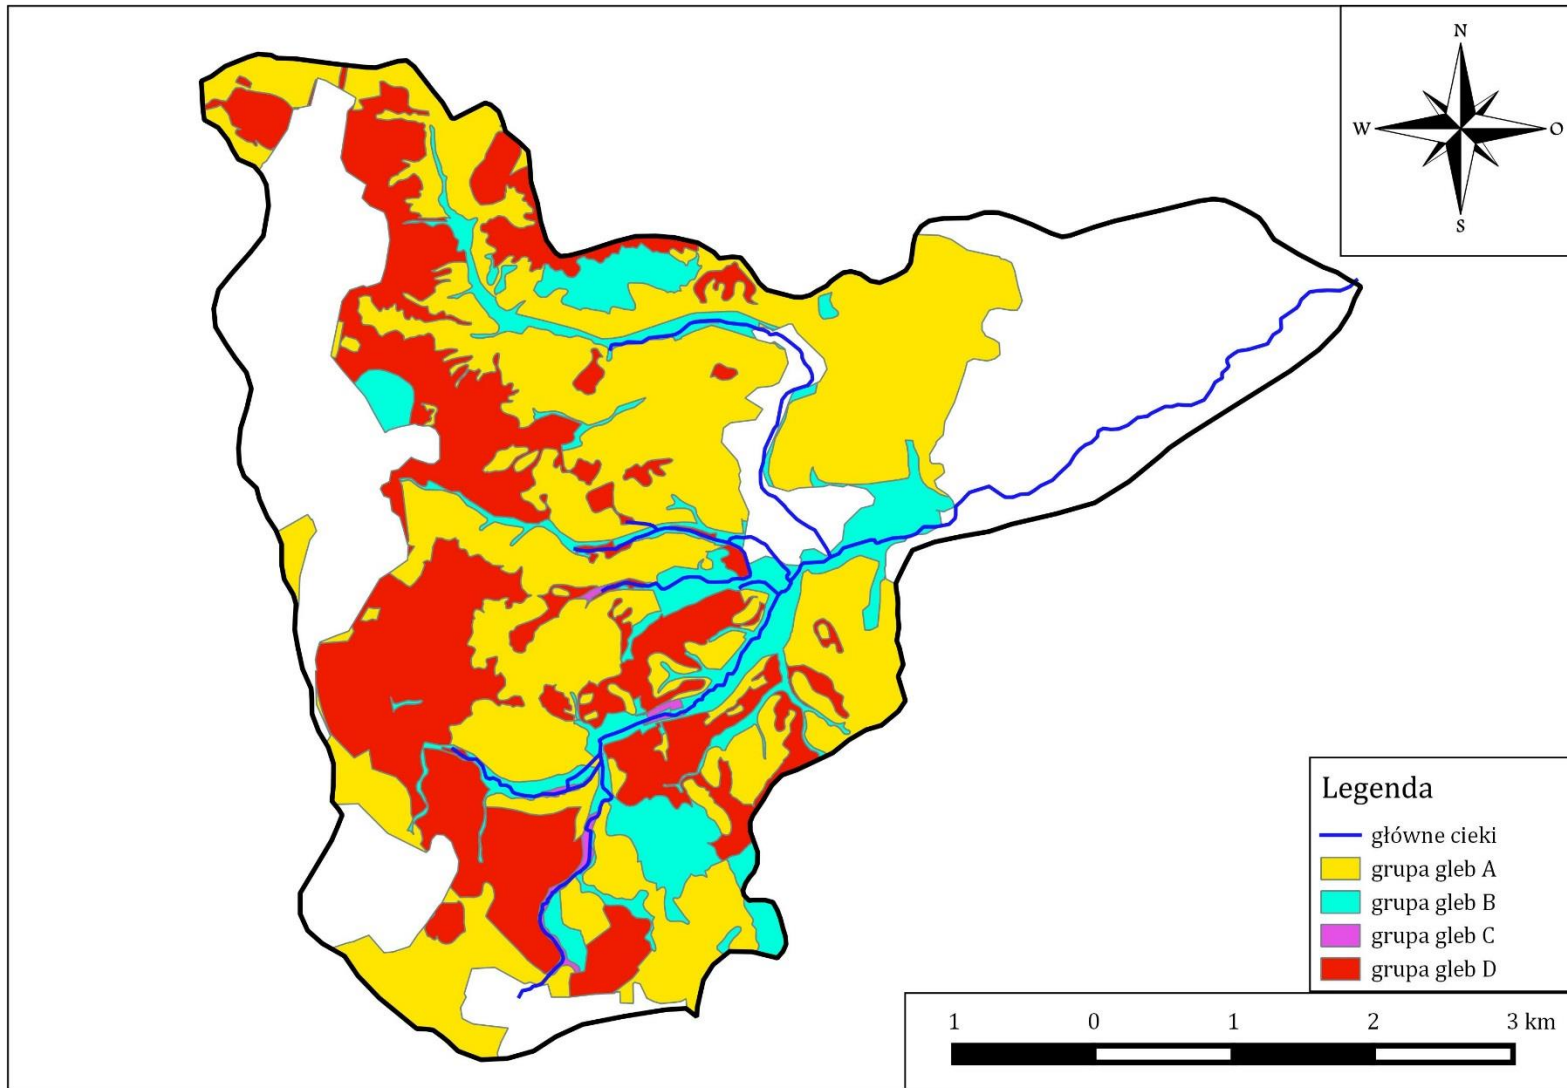 N
W
O
S
Legenda
główne cieki
grupa gleb A
grupa gleb B
grupa gleb C
grupa gleb D
1 0 1 2 3 km